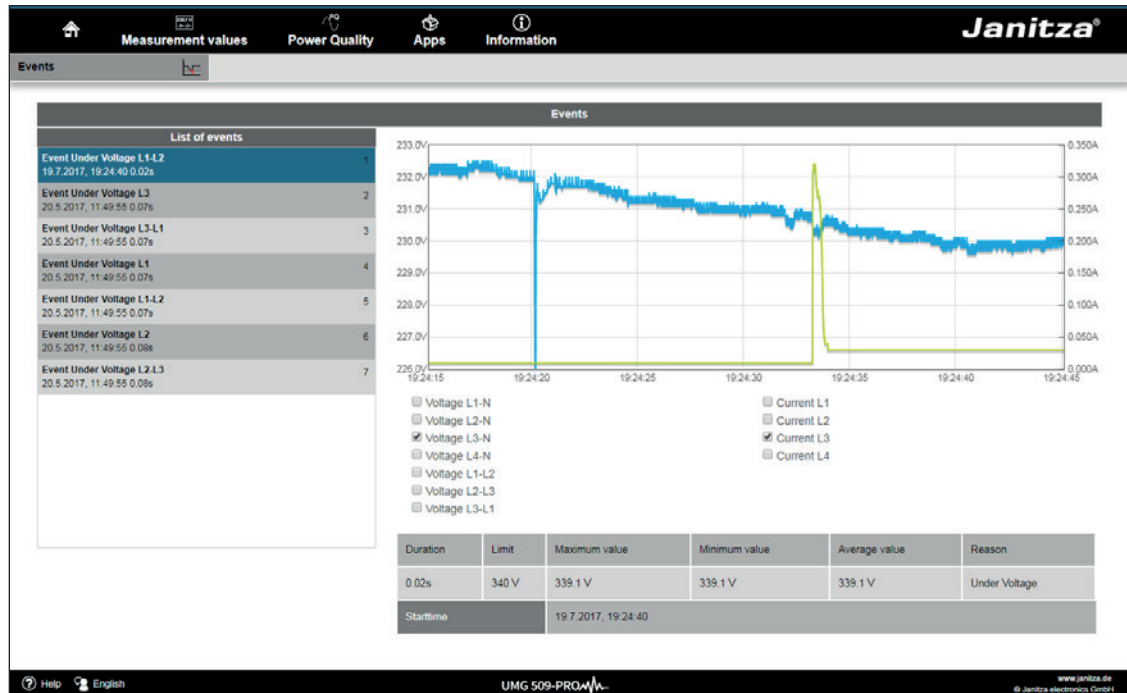 230.7 V
PQ
Measurement values
Power Quality
Apps
Information
Janitza®
Events
Events
List of events
Event Under Voltage L1-L2
1
19.7.2017, 19:24:40 0.02s
Event Under Voltage L3
2
20.5.2017, 11:49:55 0.07s
Event Under Voltage L3-L1
3
20.5.2017, 11:49:55 0.07s
Event Under Voltage L1
4
20.5.2017, 11:49:55 0.07s
Event Under Voltage L1-L2
5
20.5.2017, 11:49:55 0.07s
Event Under Voltage L2
6
20.5.2017, 11:49:55 0.08s
Event Under Voltage L2-L3
7
20.5.2017, 11:49:55 0.08s
233.0V
232.0V
231.0V
230.0V
229.0V
228.0V
227.0V
226.0V
0.350A
0.300A
0.250A
0.200A
0.150A
0.100A
0.050A
0.000A
19:24:15 19:24:20 19:24:25 19:24:30 19:24:35 19:24:40 19:24:45
Voltage L1-N
Voltage L2-N
Voltage L3-N
Voltage L4-N
Voltage L1-L2
Voltage L2-L3
Voltage L3-L1
Current L1
Current L2
Current L3
Current L4
Duration Limit Maximum value Minimum value Average value Reason
0.02s 340 V 339.1 V 339.1 V 339.1 V Under Voltage
Starttime 19.7.2017, 19:24:40
Help English
UMG 509-PRO
www.janitza.de
© Janitza electronics GmbH